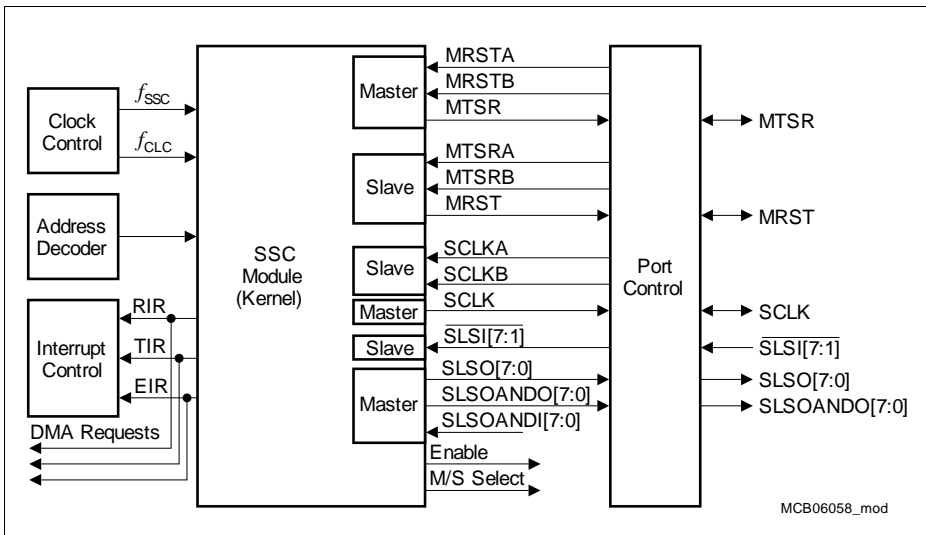 Clock
Control
fSSC
fCLC
Address
Decoder
Interrupt
Control
RIR
TIR
EIR
DMA Requests
SSC
Module
(Kernel)
Master
Slave
Slave
Master
Slave
Master
MRSTA
MRSTB
MTSR
MTSRA
MTSRB
MRST
SCLKA
SCLKB
SCLK
SLSI[7:1]
SLSO[7:0]
SLSOANDO[7:0]
SLSOANDI[7:0]
Enable
M/S Select
Port
Control
MTSR
MRST
SCLK
SLSI[7:1]
SLSO[7:0]
SLSOANDO[7:0]
MCB06058_mod